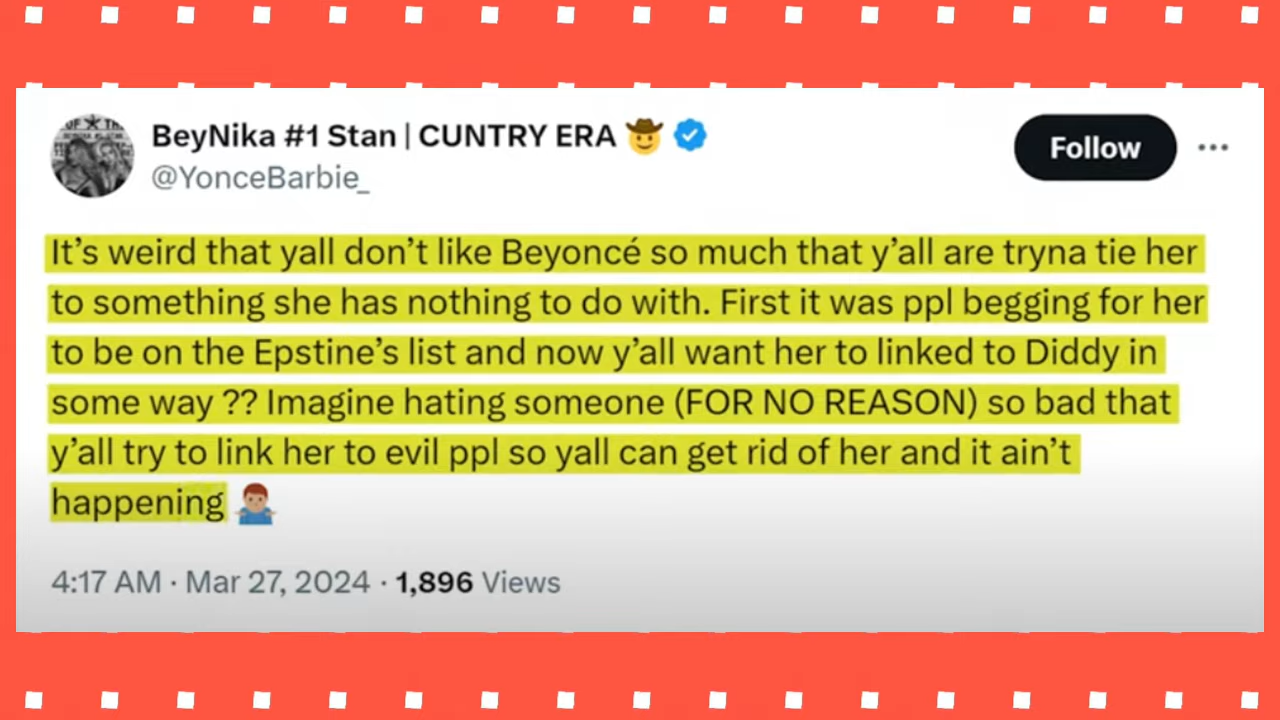 BeyNika #1 Stan | CUNTRY ERA 🤠
@YonceBarbie_
Follow
It's weird that yall don't like Beyoncé so much that y'all are tryna tie her
to something she has nothing to do with. First it was ppl begging for her
to be on the Epstine's list and now y'all want her to linked to Diddy in
some way ?? Imagine hating someone (FOR NO REASON) so bad that
y'all try to link her to evil ppl so yall can get rid of her and it ain't
happening 🤷🏽‍♂️
4:17 AM · Mar 27, 2024 · 1,896 Views